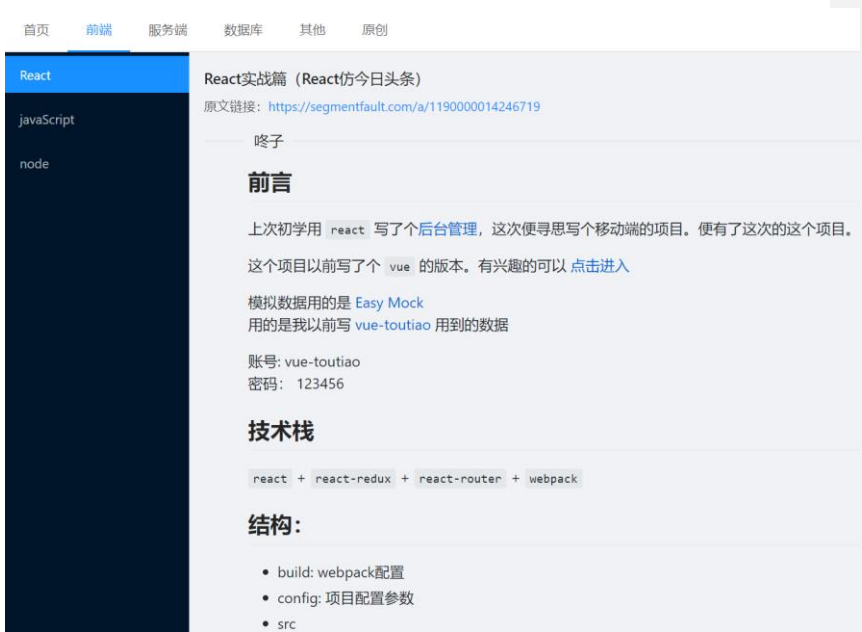 首页 前端 服务端 数据库 其他 原创
React
javaScript
node
React实战篇（React仿今日头条）
原文链接：https://segmentfault.com/a/1190000014246719
咚子
前言
上次初学用 react 写了个后台管理，这次便寻思写个移动端的项目。便有了这次的这个项目。
这个项目以前写了个 vue 的版本。有兴趣的可以 点击进入
模拟数据用的是 Easy Mock
用的是我以前写 vue-toutiao 用到的数据
账号: vue-toutiao
密码： 123456
技术栈
react + react-redux + react-router + webpack
结构：
• build: webpack配置
• config: 项目配置参数
• src